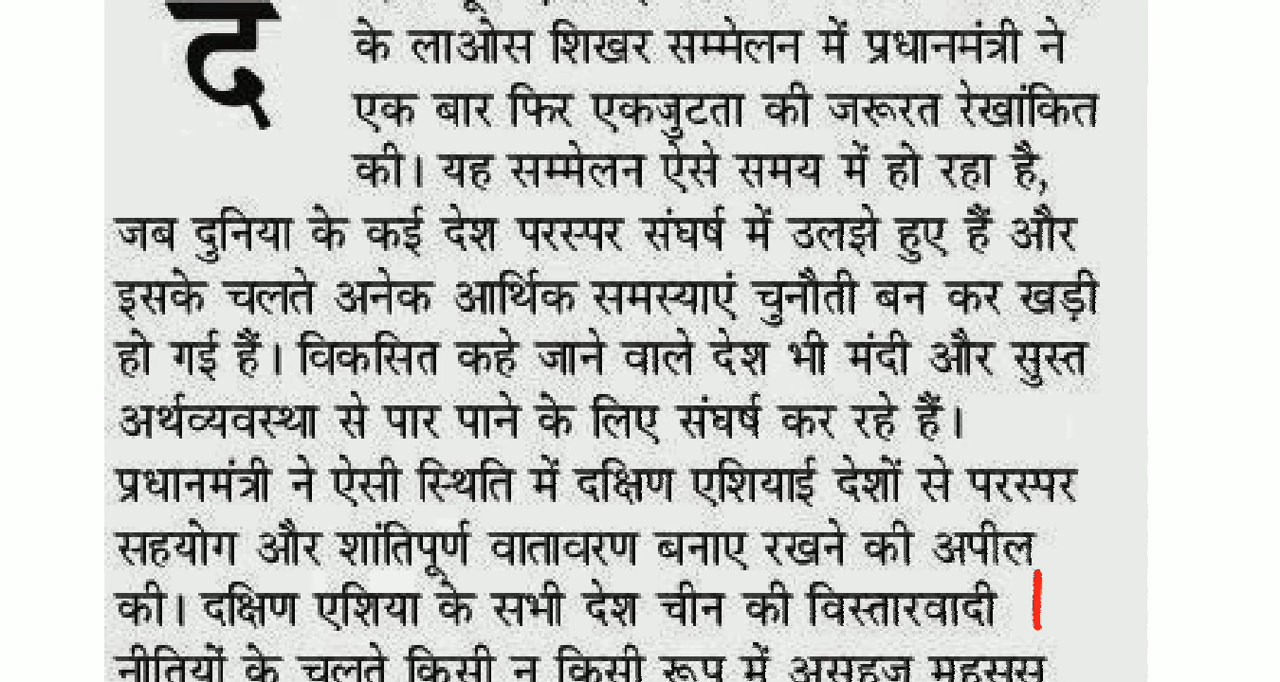 द
के लाओस शिखर सम्मेलन में प्रधानमंत्री ने
एक बार फिर एकजुटता की जरूरत रेखांकित
की। यह सम्मेलन ऐसे समय में हो रहा है,
जब दुनिया के कई देश परस्पर संघर्ष में उलझे हुए हैं और
इसके चलते अनेक आर्थिक समस्याएं चुनौती बन कर खड़ी
हो गई हैं। विकसित कहे जाने वाले देश भी मंदी और सुस्त
अर्थव्यवस्था से पार पाने के लिए संघर्ष कर रहे हैं।
प्रधानमंत्री ने ऐसी स्थिति में दक्षिण एशियाई देशों से परस्पर
सहयोग और शांतिपूर्ण वातावरण बनाए रखने की अपील
की। दक्षिण एशिया के सभी देश चीन की विस्तारवादी
नीतियों के चलते किसी न किसी रूप में असहज महसूस